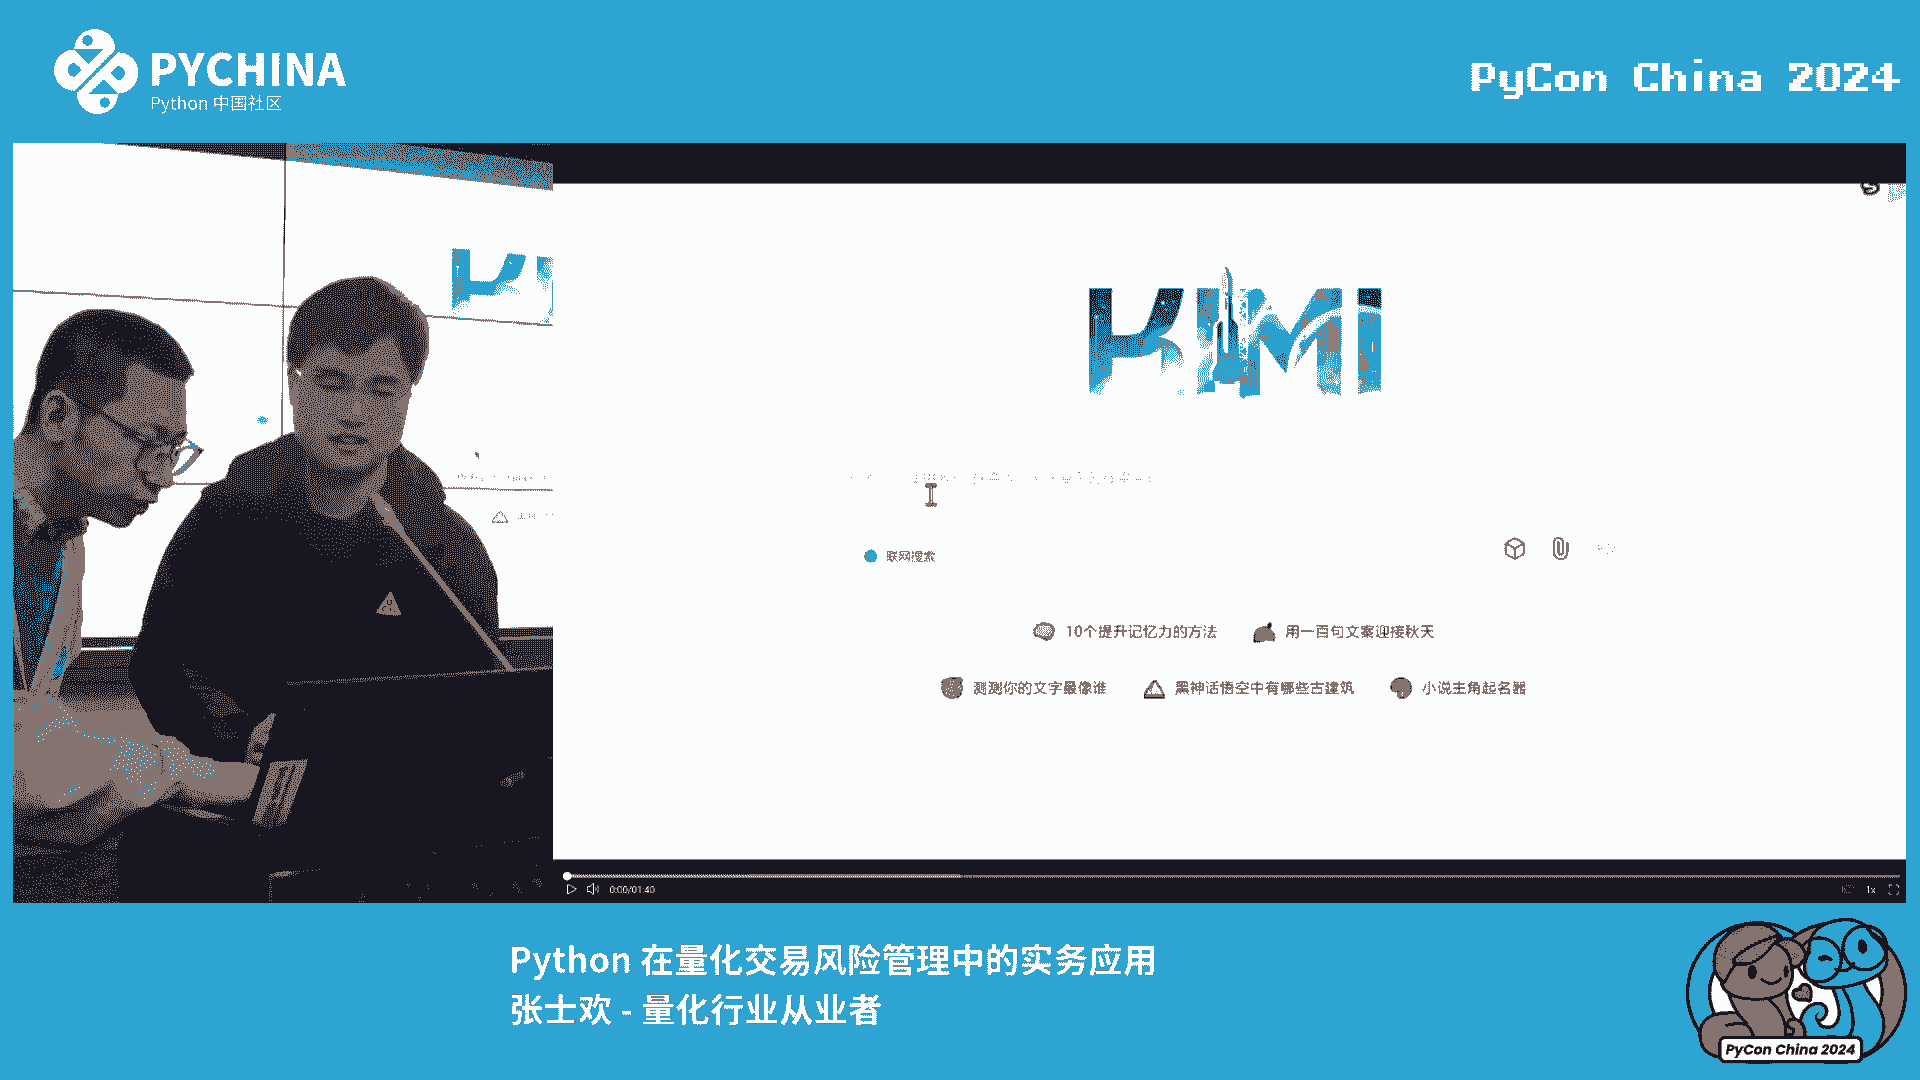 PYCHINA
Python 中国社区
PyCon China 2024
KIMI
联网搜索
10个提升记忆力的方法
用一百句文案迎接秋天
测测你的文字最像谁
黑神话悟空中有哪些古建筑
小说主角起名器
0:00/01:40
1x
Python 在量化交易风险管理中的实务应用
张士欢 - 量化行业从业者
PyCon China 2024